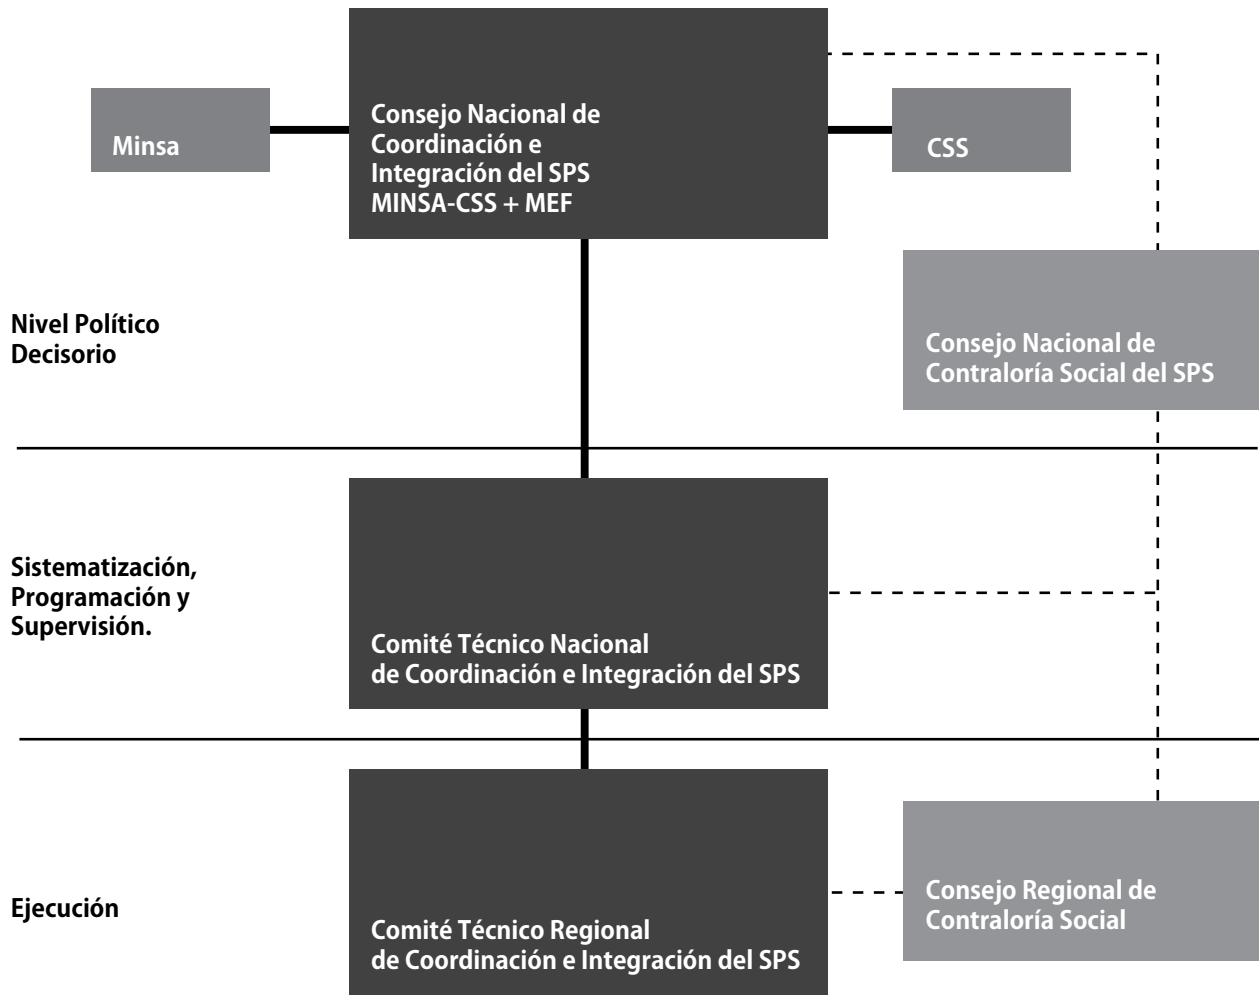 Minsa
Consejo Nacional de
Coordinación e
Integración del SPS
MINSA-CSS + MEF
CSS
Nivel Político
Decisorio
Consejo Nacional de
Contraloría Social del SPS
Sistematización,
Programación y
Supervisión.
Comité Técnico Nacional
de Coordinación e Integración del SPS
Ejecución
Comité Técnico Regional
de Coordinación e Integración del SPS
Consejo Regional de
Contraloría Social